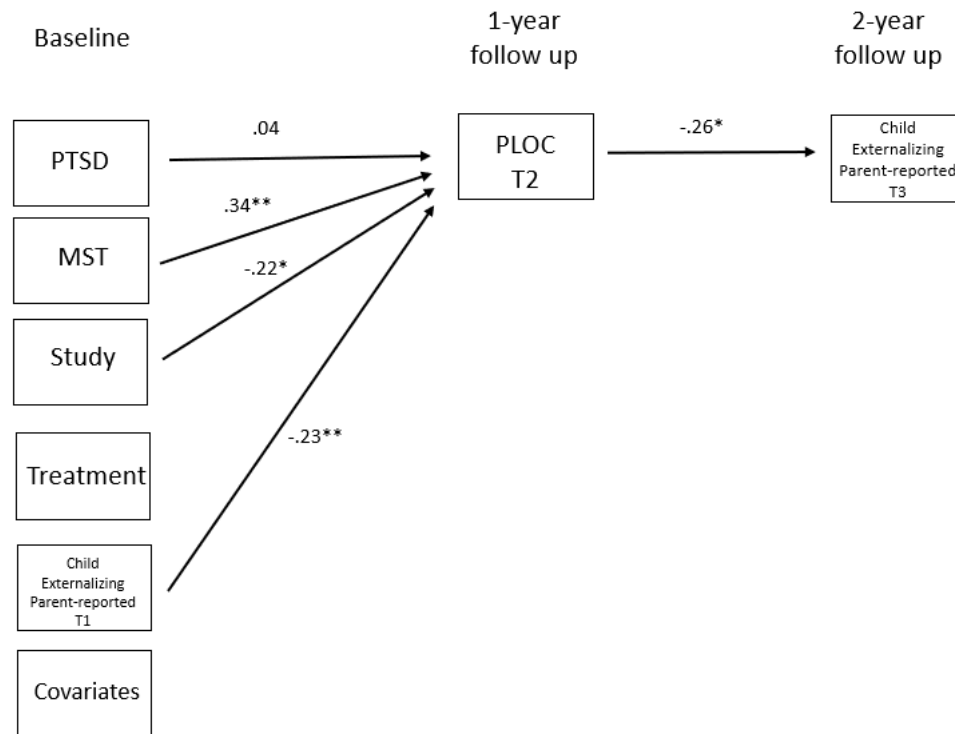 Baseline
1-year
follow up
2-year
follow up
PTSD
.04
PLOC
T2
-.26*
Child
Externalizing
Parent-reported
T3
MST
.34**
-.22*
Study
-.23**
Treatment
Child
Externalizing
Parent-reported
T1
Covariates